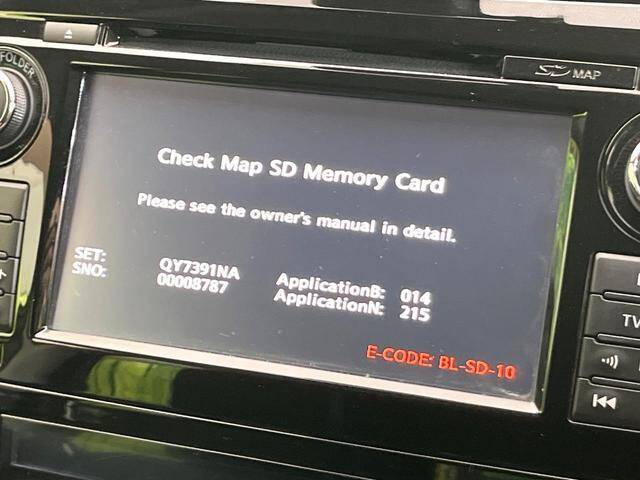 FOLDER
SD MAP
Check Map SD Memory Card
Please see the owner's manual in detail.
SET: QY7391NA ApplicationB: 014
SNO: 00008787 ApplicationN: 215
E-CODE: BL-SD-10
TV